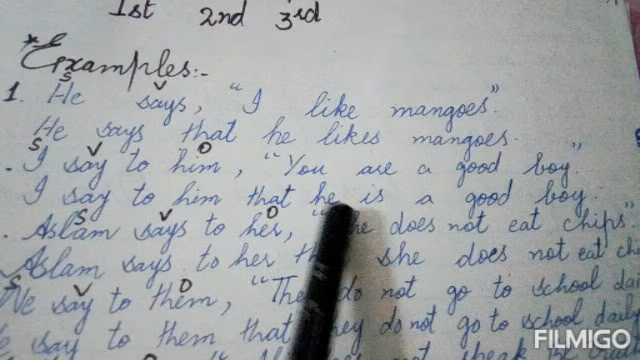 1st 2nd 3rd
*Examples:-
S V
1. He says, "I like mangoes".
He says that he likes mangoes.
S V O
. I say to him, "You are a good boy."
I say to him that he is a good boy.
S V O
. Aslam says to her, "he does not eat chips"
Aslam says to her she does not eat
S V O
We say to them, "The do not go to school
say to them that hey do not go to school daily
FILMIGO